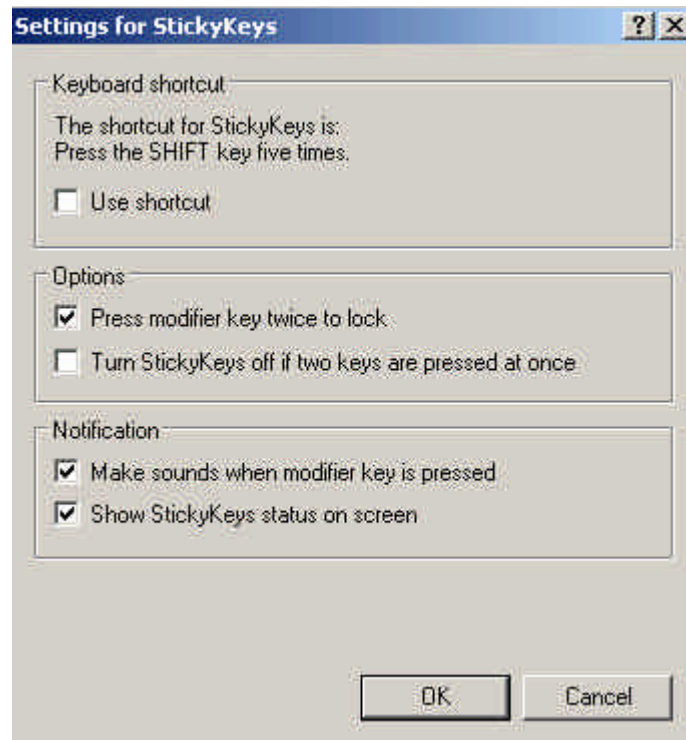 Settings for StickyKeys
Keyboard shortcut
The shortcut for StickyKeys is:
Press the SHIFT key five times.
Use shortcut
Options
Press modifier key twice to lock
Turn StickyKeys off if two keys are pressed at once
Notification
Make sounds when modifier key is pressed
Show StickyKeys status on screen
OK Cancel